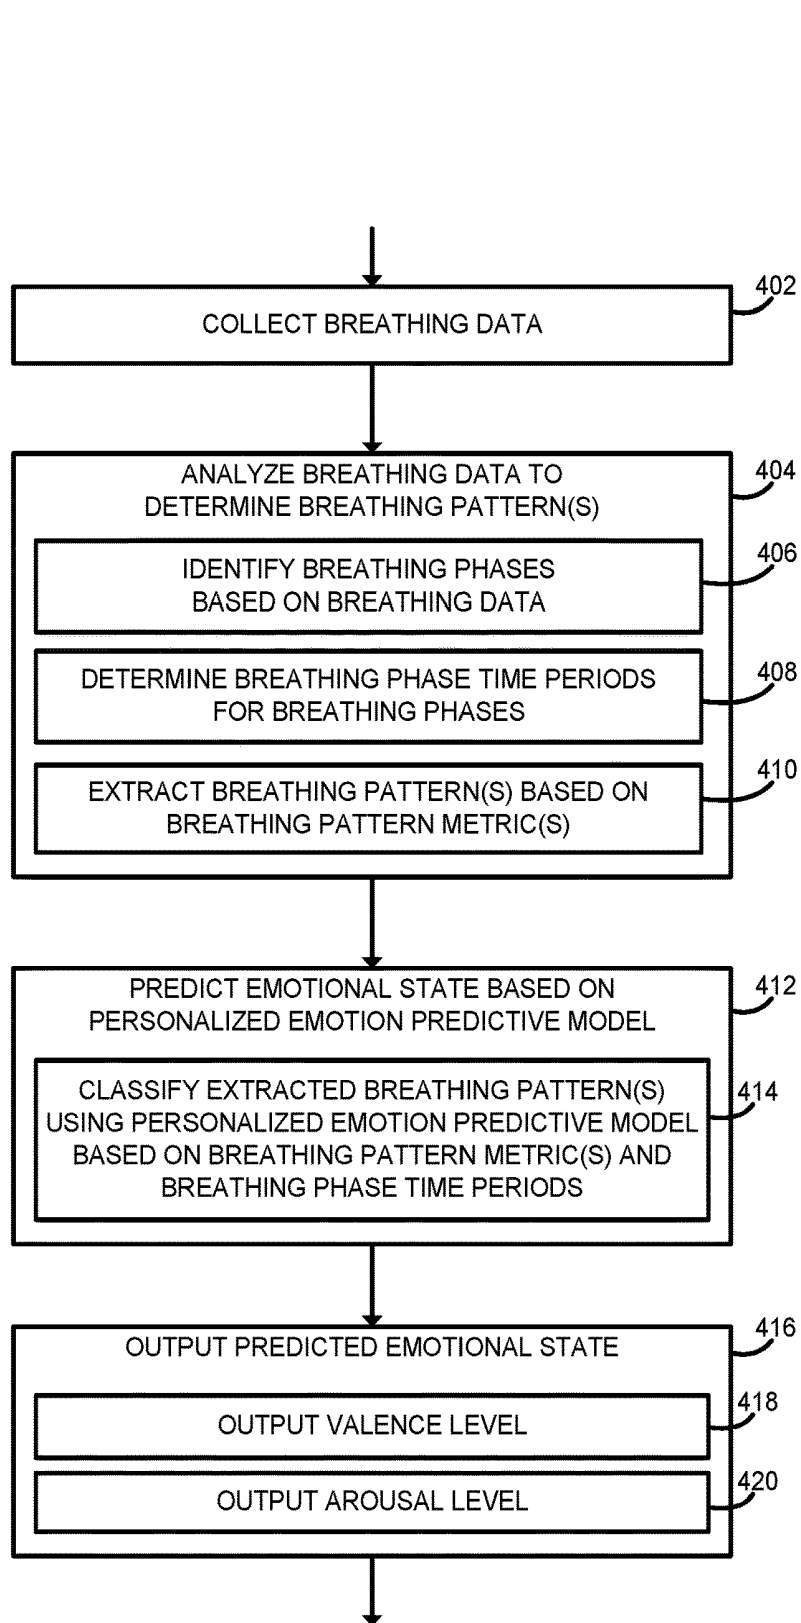 402
COLLECT BREATHING DATA
404
ANALYZE BREATHING DATA TO
DETERMINE BREATHING PATTERN(S)
406
IDENTIFY BREATHING PHASES
BASED ON BREATHING DATA
408
DETERMINE BREATHING PHASE TIME PERIODS
FOR BREATHING PHASES
410
EXTRACT BREATHING PATTERN(S) BASED ON
BREATHING PATTERN METRIC(S)
412
PREDICT EMOTIONAL STATE BASED ON
PERSONALIZED EMOTION PREDICTIVE MODEL
414
CLASSIFY EXTRACTED BREATHING PATTERN(S)
USING PERSONALIZED EMOTION PREDICTIVE MODEL
BASED ON BREATHING PATTERN METRIC(S) AND
BREATHING PHASE TIME PERIODS
416
OUTPUT PREDICTED EMOTIONAL STATE
418
OUTPUT VALENCE LEVEL
420
OUTPUT AROUSAL LEVEL